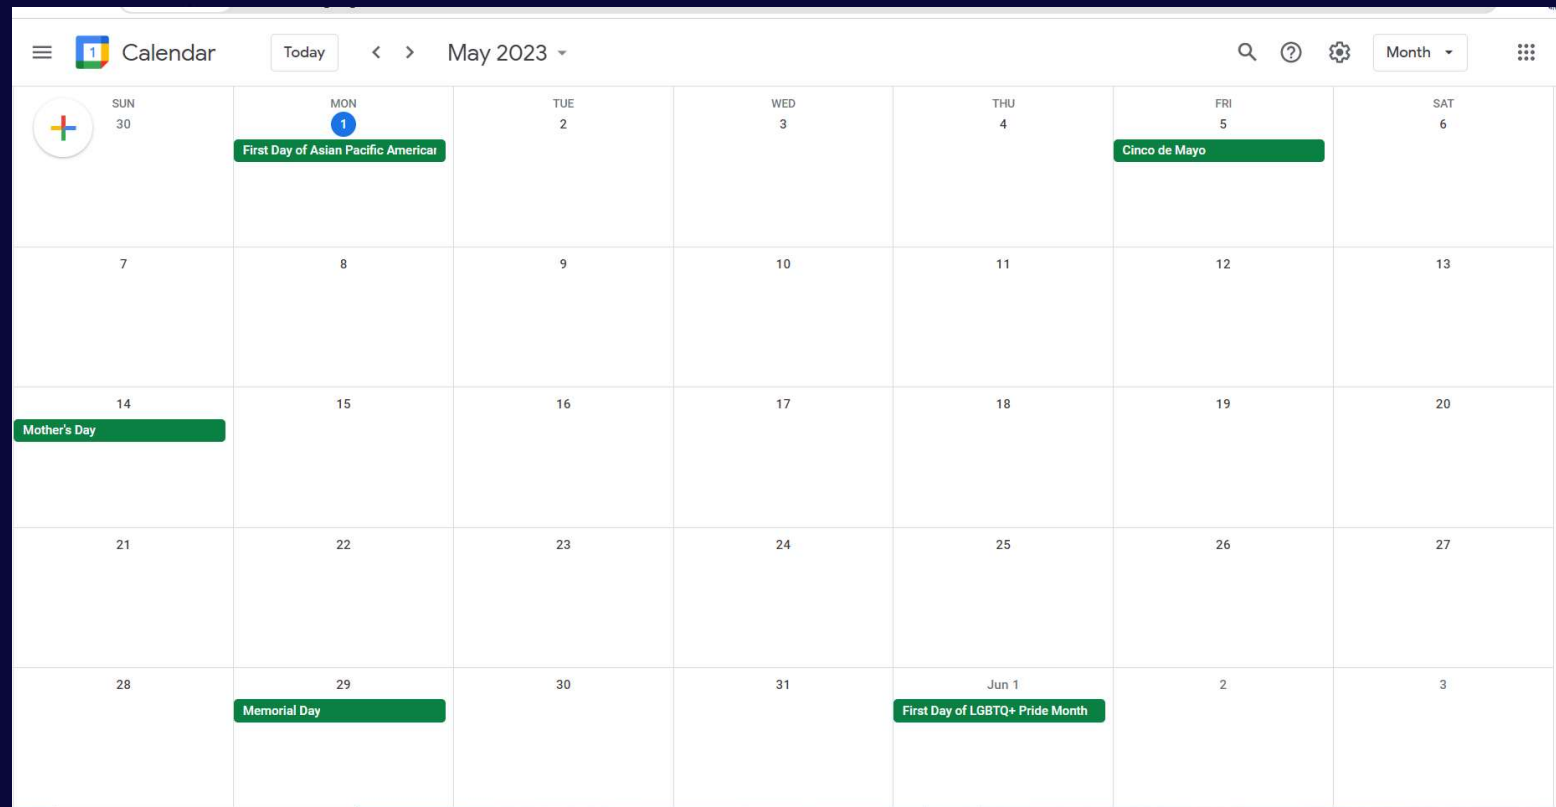 1 Calendar Today May 2023 Month
SUN MON TUE WED THU FRI SAT
30 1 2 3 4 5 6
First Day of Asian Pacific American Cinco de Mayo
7 8 9 10 11 12 13
14 15 16 17 18 19 20
Mother's Day
21 22 23 24 25 26 27
28 29 30 31 Jun 1 2 3
Memorial Day First Day of LGBTQ+ Pride Month